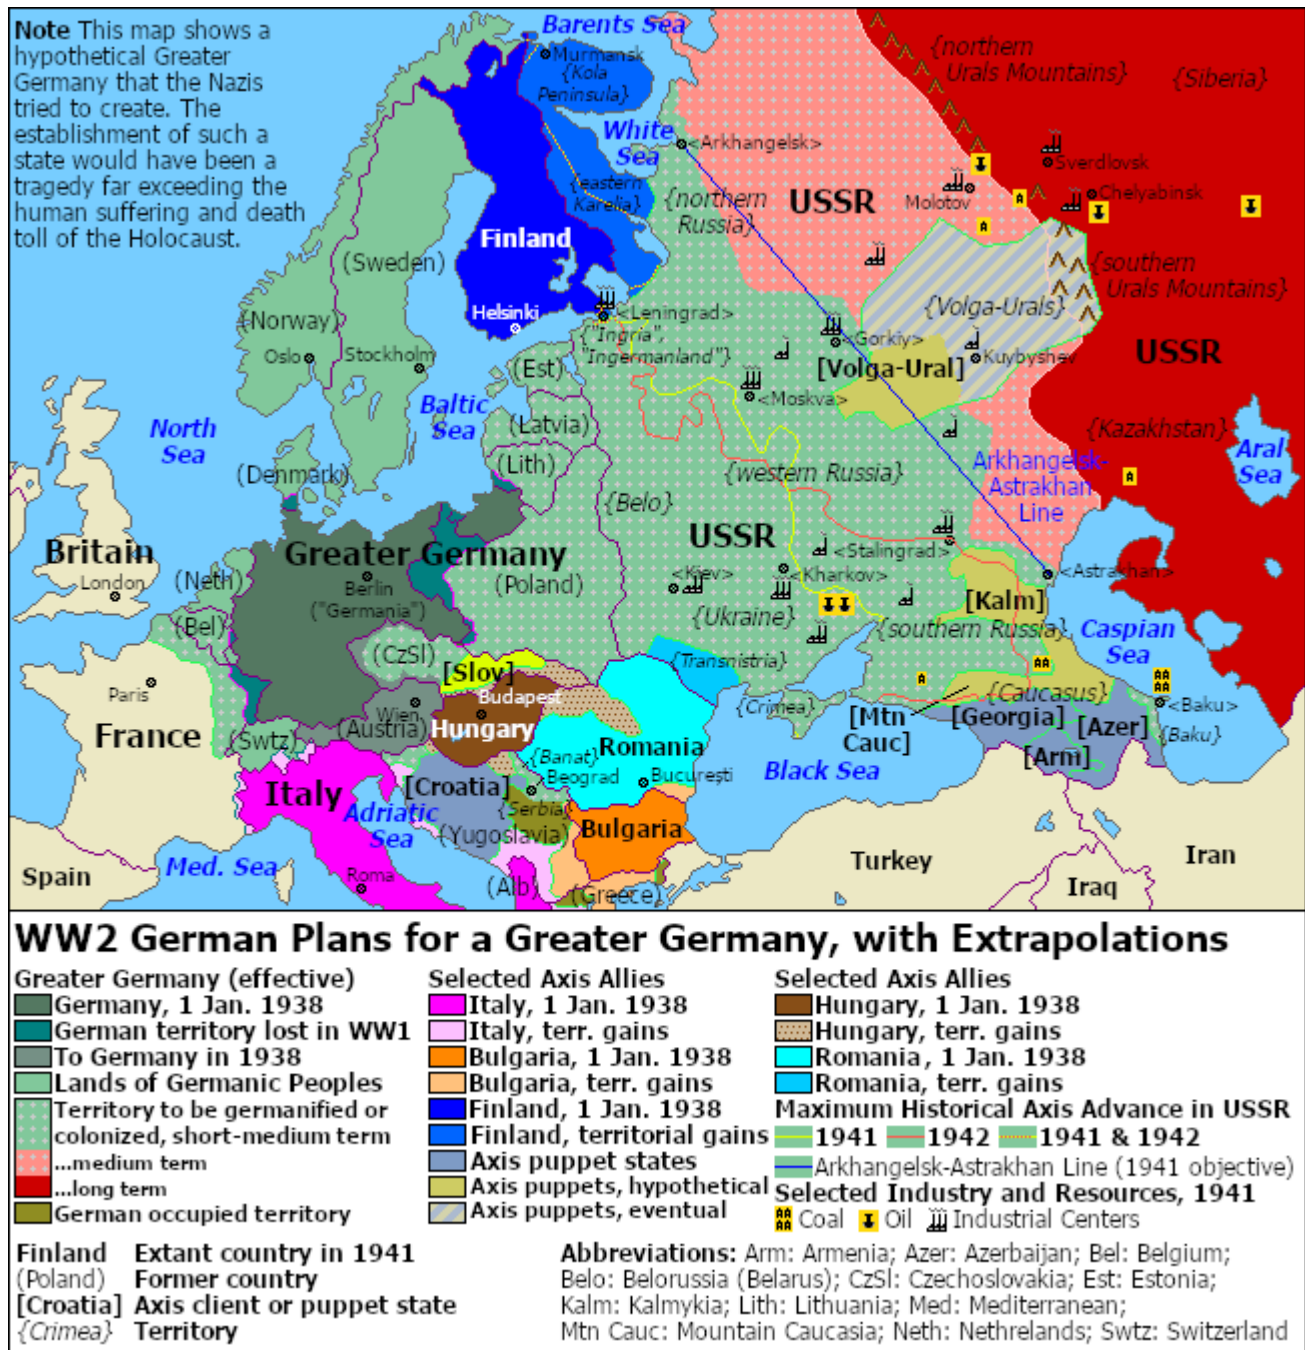 Note This map shows a
hypothetical Greater
Germany that the Nazis
tried to create. The
establishment of such a
state would have been a
tragedy far exceeding the
human suffering and death
toll of the Holocaust.
Barents Sea
Murmansk
{Kola
Peninsula}
White
Sea
<Arkhangelsk>
{northern
Urals Mountains}
{Siberia}
Sverdlovsk
Chelyabinsk
Molotov
USSR
{northern
Russia}
{eastern
Karelia}
Finland
Helsinki
(Sweden)
(Norway)
Oslo
Stockholm
<Leningrad>
{"Ingria",
"Ingermanland"}
{southern
Urals Mountains}
{Volga-Urals}
<Gorkiy>
Kuybyshev
[Volga-Ural]
USSR
(Est)
<Moskva>
Baltic
Sea
North
Sea
(Latvia)
(Lith)
(Denmark)
{Kazakhstan}
Aral
Sea
{western Russia}
Arkhangelsk-
Astrakhan
Line
{Belo}
USSR
Britain
London
Greater Germany
Berlin
("Germania")
(Neth)
(Bel)
(Poland)
<Kiev>
<Kharkov>
<Stalingrad>
<Astrakhan>
[Kalm]
{Ukraine}
{southern Russia}
Caspian
Sea
(CzSl)
[Slov]
{Transnistria}
Paris
France
(Swtz)
Wien
(Austria)
Budapest
Hungary
{Crimea}
[Mtn
Cauc]
{Caucasus}
[Georgia]
[Azer]
[Arm]
<Baku>
{Baku}
Romania
{Banat}
Beograd
Bucureşti
Black Sea
Italy
[Croatia]
Adriatic
Sea
{Serbia}
(Yugoslavia)
Bulgaria
Med. Sea
Spain
Roma
(Alb)
(Greece)
Turkey
Iraq
Iran
WW2 German Plans for a Greater Germany, with Extrapolations
Greater Germany (effective)
Germany, 1 Jan. 1938
German territory lost in WW1
To Germany in 1938
Lands of Germanic Peoples
Territory to be germanified or
colonized, short-medium term
...medium term
...long term
German occupied territory
Selected Axis Allies
Italy, 1 Jan. 1938
Italy, terr. gains
Bulgaria, 1 Jan. 1938
Bulgaria, terr. gains
Finland, 1 Jan. 1938
Finland, territorial gains
Axis puppet states
Axis puppets, hypothetical
Axis puppets, eventual
Selected Axis Allies
Hungary, 1 Jan. 1938
Hungary, terr. gains
Romania, 1 Jan. 1938
Romania, terr. gains
Maximum Historical Axis Advance in USSR
1941 1942 1941 & 1942
Arkhangelsk-Astrakhan Line (1941 objective)
Selected Industry and Resources, 1941
Coal Oil Industrial Centers
Finland Extant country in 1941
(Poland) Former country
[Croatia] Axis client or puppet state
{Crimea} Territory
Abbreviations: Arm: Armenia; Azer: Azerbaijan; Bel: Belgium;
Belo: Belorussia (Belarus); CzSl: Czechoslovakia; Est: Estonia;
Kalm: Kalmykia; Lith: Lithuania; Med: Mediterranean;
Mtn Cauc: Mountain Caucasia; Neth: Nethrelands; Swtz: Switzerland